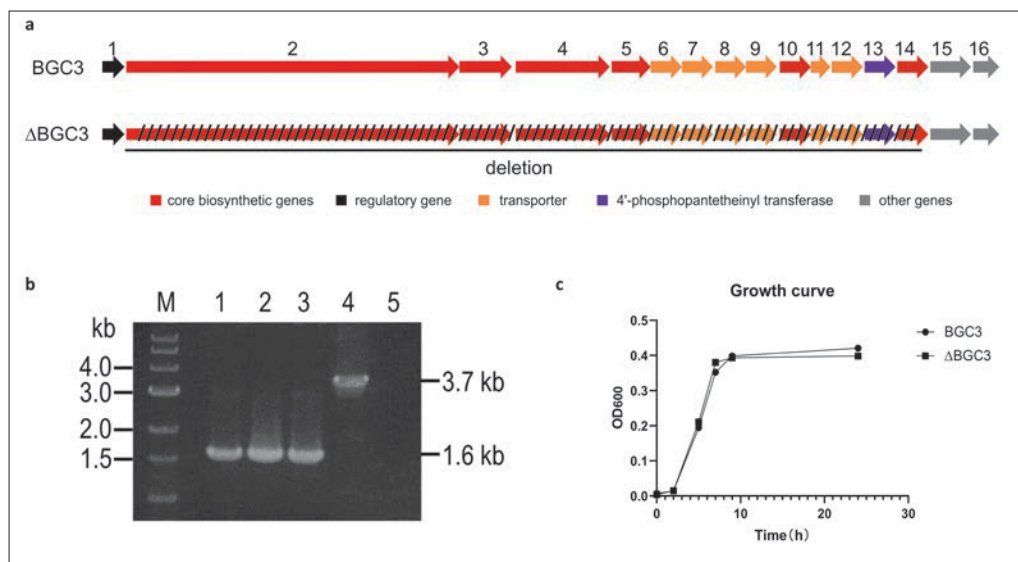 a
1 2 3 4 5 6 7 8 9 10 11 12 13 14 15 16
BGC3
ΔBGC3
deletion
core biosynthetic genes regulatory gene transporter 4'-phosphopantetheinyl transferase other genes
b
M 1 2 3 4 5
kb
4.0
3.0
2.0
1.5
3.7 kb
1.6 kb
c
Growth curve
BGC3
ΔBGC3
OD600
0.5
0.4
0.3
0.2
0.1
0.0
0 10 20 30
Time(h)